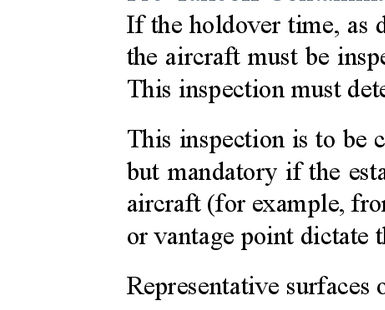 If the holdover time, as d
the aircraft must be inspe
This inspection must dete
This inspection is to be c
but mandatory if the esta
aircraft (for example, fro
or vantage point dictate t
Representative surfaces o